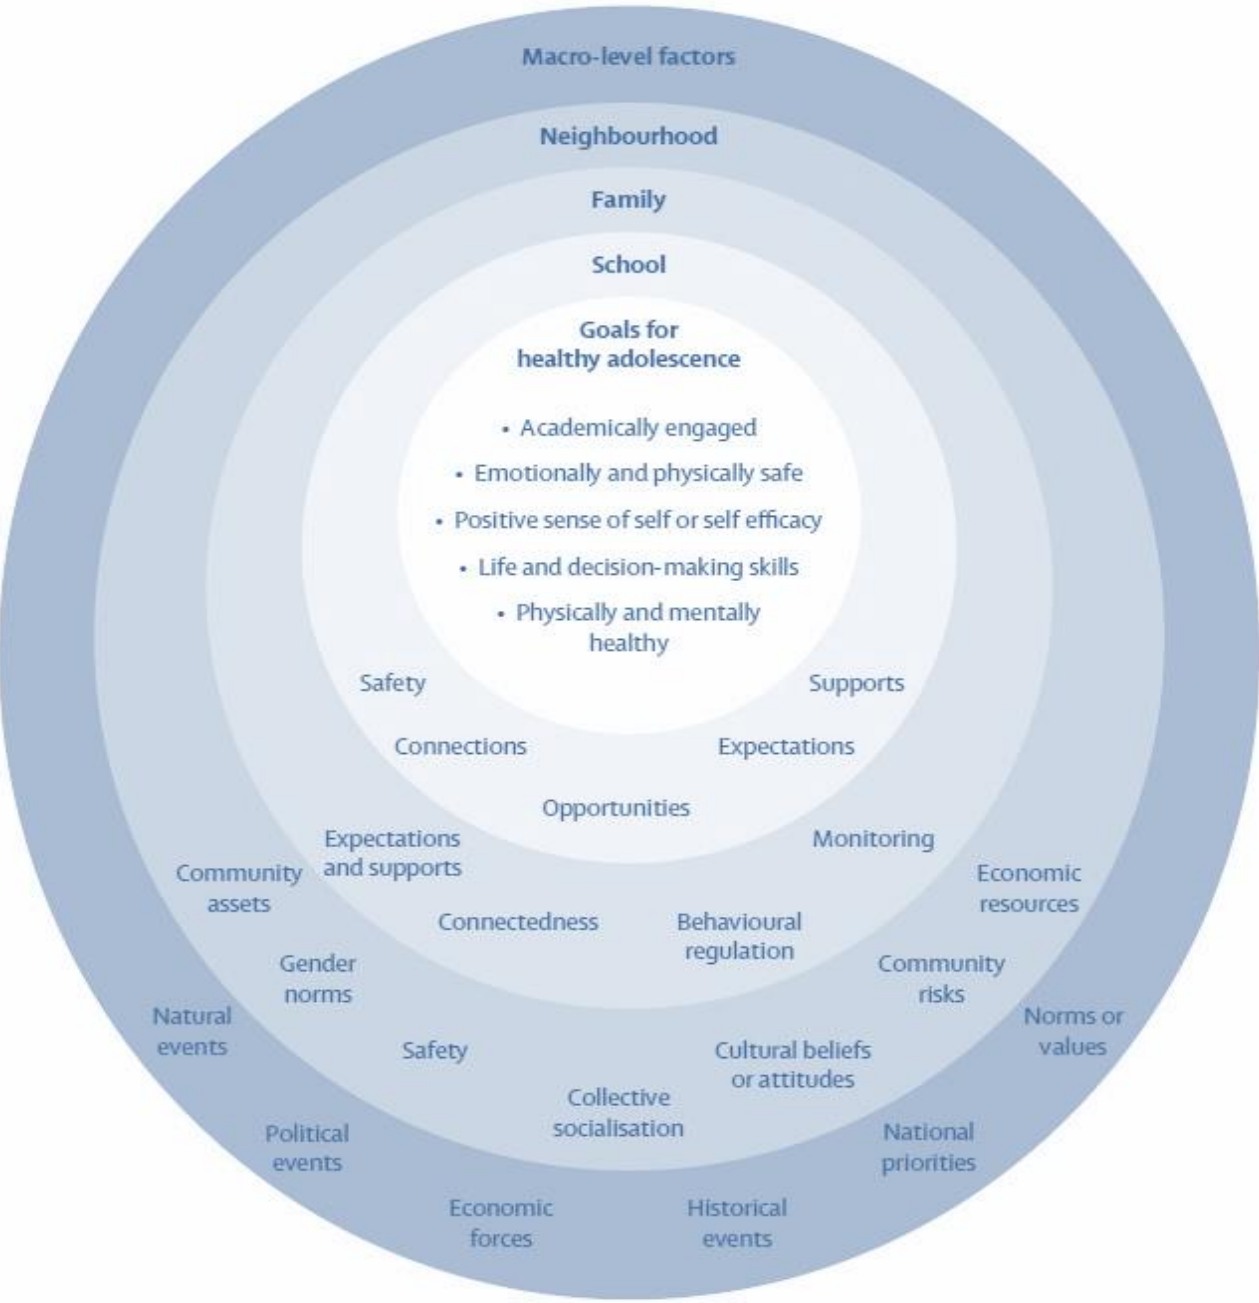 Macro-level factors
Neighbourhood
Family
School
Goals for
healthy adolescence
• Academically engaged
• Emotionally and physically safe
• Positive sense of self or self efficacy
• Life and decision-making skills
• Physically and mentally
healthy
Safety
Supports
Connections
Expectations
Opportunities
Expectations
and supports
Monitoring
Connectedness
Behavioural
regulation
Community
assets
Economic
resources
Gender
norms
Community
risks
Safety
Cultural beliefs
or attitudes
Collective
socialisation
Natural
events
Norms or
values
Political
events
National
priorities
Economic
forces
Historical
events